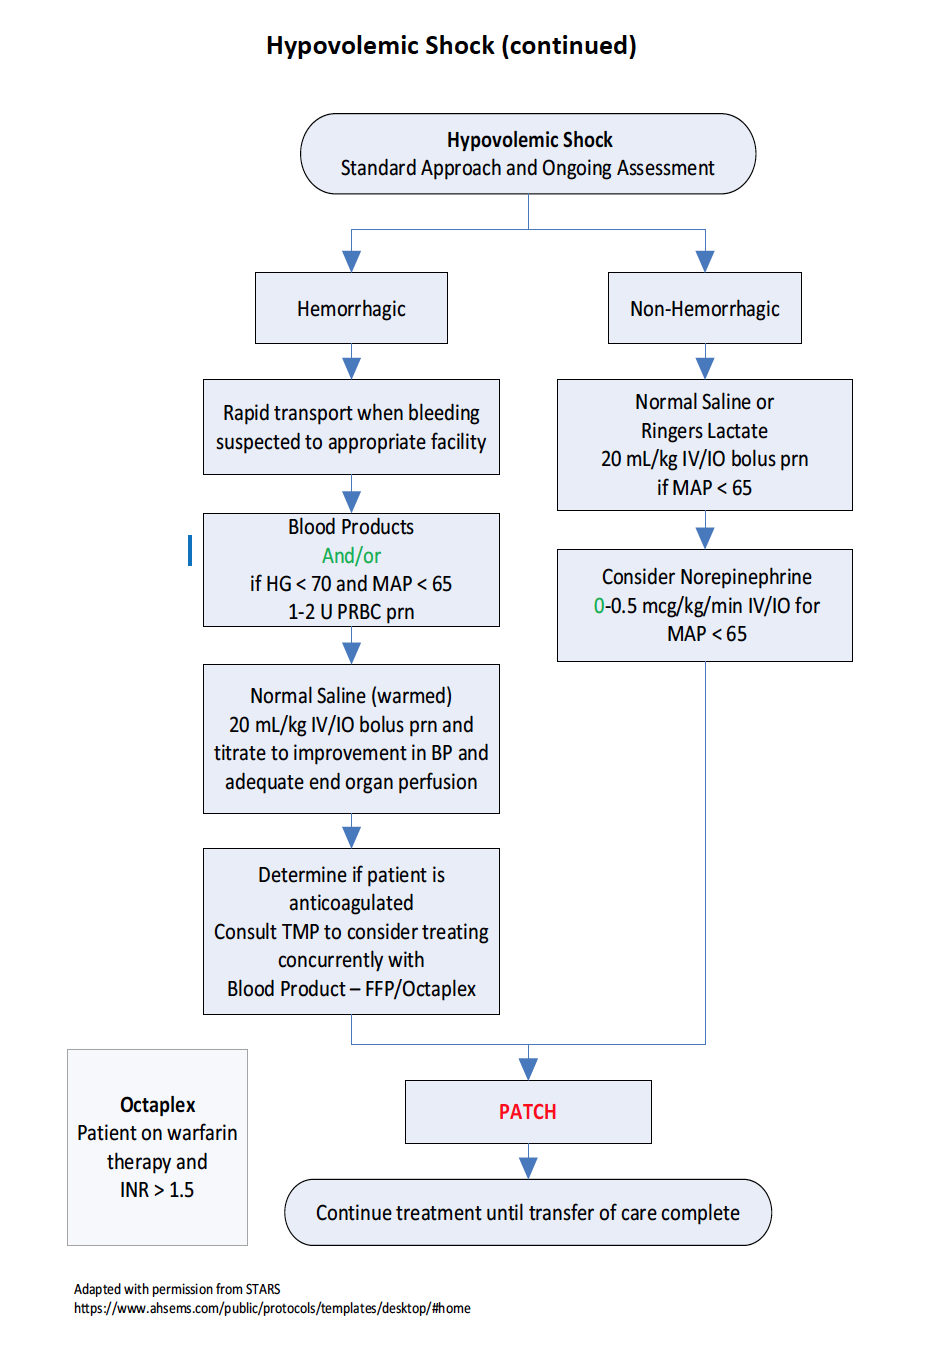 Hypovolemic Shock (continued)
Hypovolemic Shock
Standard Approach and Ongoing Assessment
Hemorrhagic
Rapid transport when bleeding
suspected to appropriate facility
Blood Products
And/or
if HG < 70 and MAP < 65
1-2 U PRBC prn
Normal Saline (warmed)
20 mL/kg IV/IO bolus prn and
titrate to improvement in BP and
adequate end organ perfusion
Determine if patient is
anticoagulated
Consult TMP to consider treating
concurrently with
Blood Product – FFP/Octaplex
Non-Hemorrhagic
Normal Saline or
Ringers Lactate
20 mL/kg IV/IO bolus prn
if MAP < 65
Consider Norepinephrine
0-0.5 mcg/kg/min IV/IO for
MAP < 65
Octaplex
Patient on warfarin
therapy and
INR > 1.5
PATCH
Continue treatment until transfer of care complete
Adapted with permission from STARS
https://www.ahsems.com/public/protocols/templates/desktop/#home